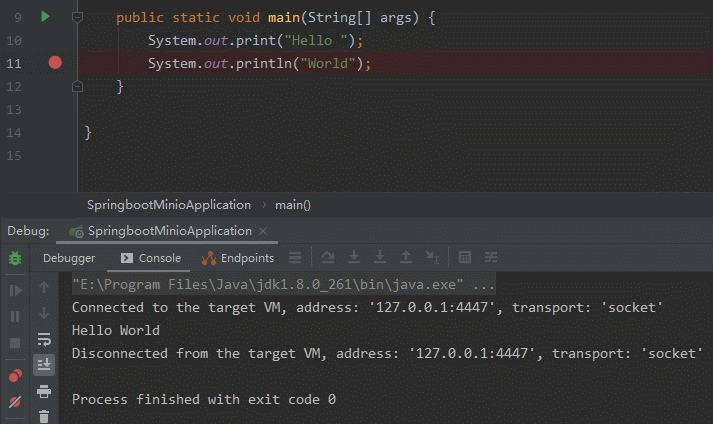 9 public static void main(String[] args) {
10 System.out.print("Hello ");
11 System.out.println("World");
12 }
13
14 }
15
SpringbootMinioApplication › main()
Debug: SpringbootMinioApplication ×
Debugger Console Endpoints
"E:\Program Files\Java\jdk1.8.0_261\bin\java.exe" ...
Connected to the target VM, address: '127.0.0.1:4447', transport: 'socket'
Hello World
Disconnected from the target VM, address: '127.0.0.1:4447', transport: 'socket'
Process finished with exit code 0